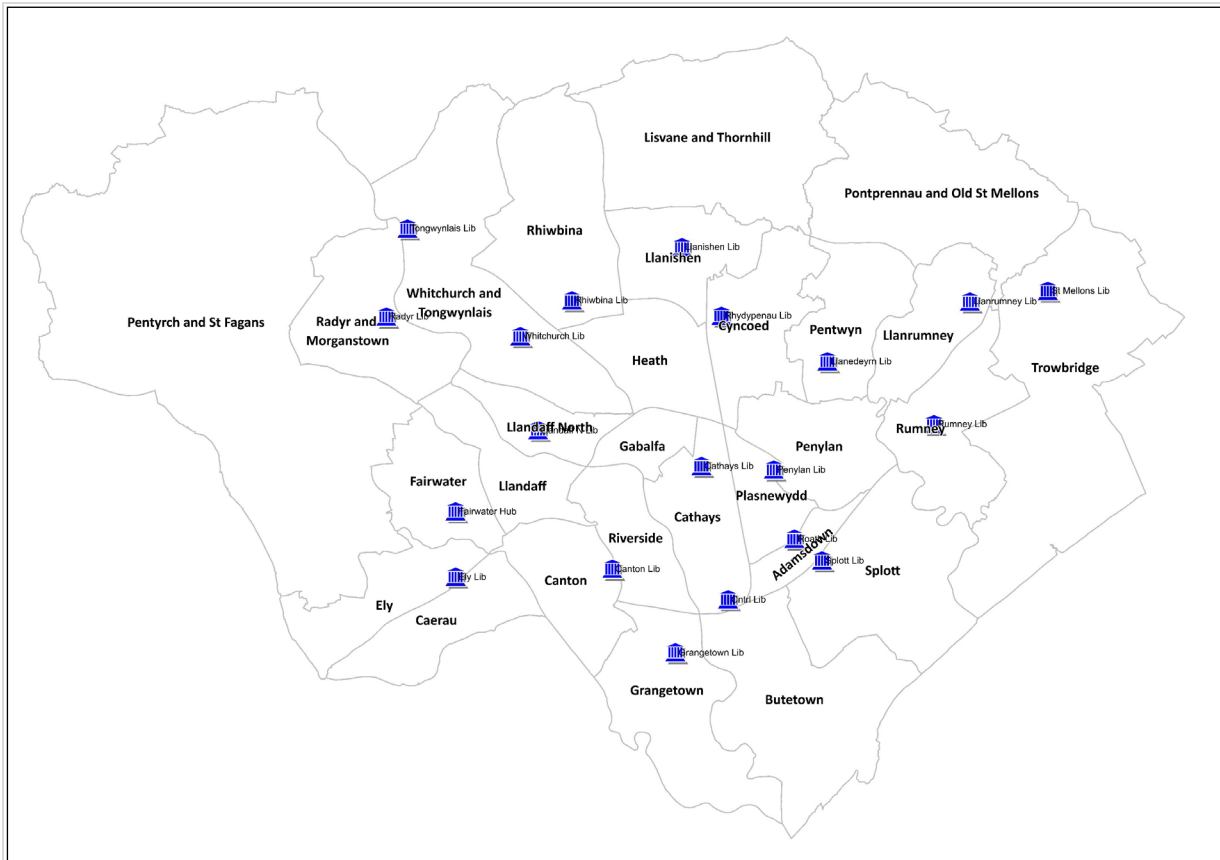 Lisvane and Thornhill
Pontprennau and Old St Mellons
Tongwynlais Lib
Rhiwbina
Llanishen Lib
Llanishen
Whitchurch and
Tongwynlais
Rhiwbina Lib
St Mellons Lib
Llanrumney Lib
Pentyrch and St Fagans
Radyr and
Morganstown
Radyr Lib
Rhydypenau Lib
Cyncoed
Pentwyn
Llanrumney
Whitchurch Lib
Heath
Llanedeyrn Lib
Trowbridge
Llandaff North
Rumney
Rumney Lib
Gabalfa
Penylan
Cathays Lib
Penylan Lib
Fairwater
Llandaff
Plasnewydd
Fairwater Hub
Cathays
Riverside
Roath Lib
Adamsdown
Splott Lib
Splott
Canton Lib
Canton
Ely Lib
Ely
Caerau
Cntrl Lib
Grangetown Lib
Grangetown
Butetown